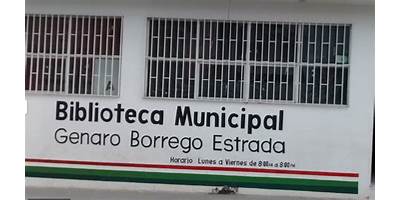 Biblioteca Municipal
Genaro Borrego Estrada
Horario Lunes a Viernes de 8:00 A.M. a 8:00 P.M.